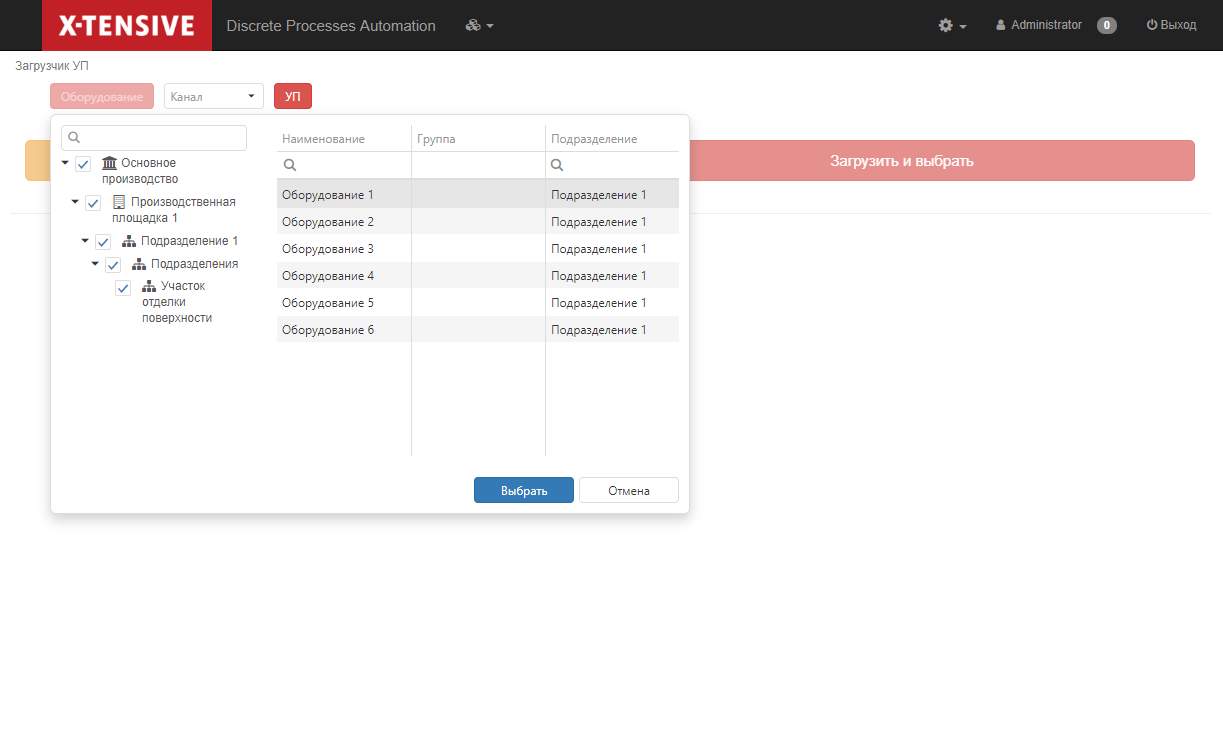 X-TENSIVE Discrete Processes Automation Administrator 0 Выход
Загрузчик УП
Оборудование Канал УП
Загрузить и выбрать
Основное
производство
Производственная
площадка 1
Подразделение 1
Подразделения
Участок
отделки
поверхности
Наименование Группа Подразделение
Оборудование 1 Подразделение 1
Оборудование 2 Подразделение 1
Оборудование 3 Подразделение 1
Оборудование 4 Подразделение 1
Оборудование 5 Подразделение 1
Оборудование 6 Подразделение 1
Выбрать Отмена